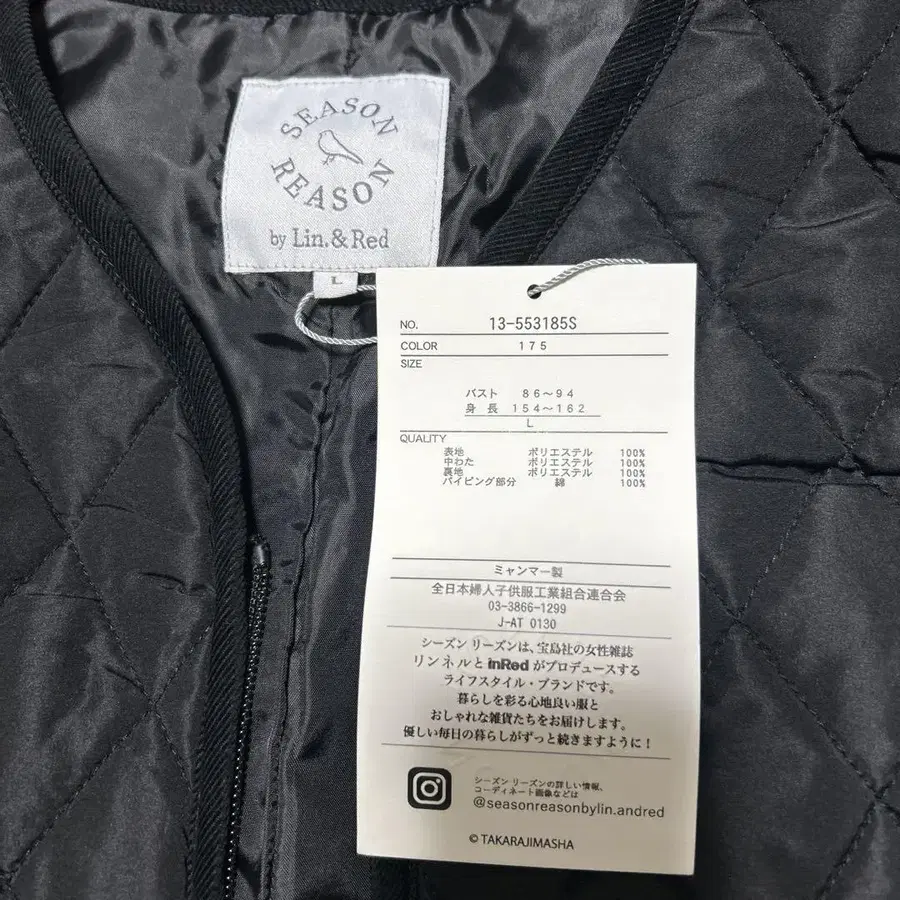 SEASON
REASON
by Lin.&Red
L
NO. 13-553185S
COLOR 175
SIZE
バスト 86〜94
身長 154〜162
L
QUALITY
表地 ポリエステル 100%
中わた ポリエステル 100%
裏地 ポリエステル 100%
パイピング部分 綿 100%
ミャンマー製
全日本婦人子供服工業組合連合会
03-3866-1299
J-AT 0130
シーズン リーズンは、宝島社の女性雑誌
リンネルと inRed がプロデュースする
ライフスタイル・ブランドです。
暮らしを彩る心地良い服と
おしゃれな雑貨たちをお届けします。
優しい毎日の暮らしがずっと続きますように！
シーズン リーズンの詳しい情報、
コーディネート画像などは
@seasonreasonbylin.andred
© TAKARAJIMASHA